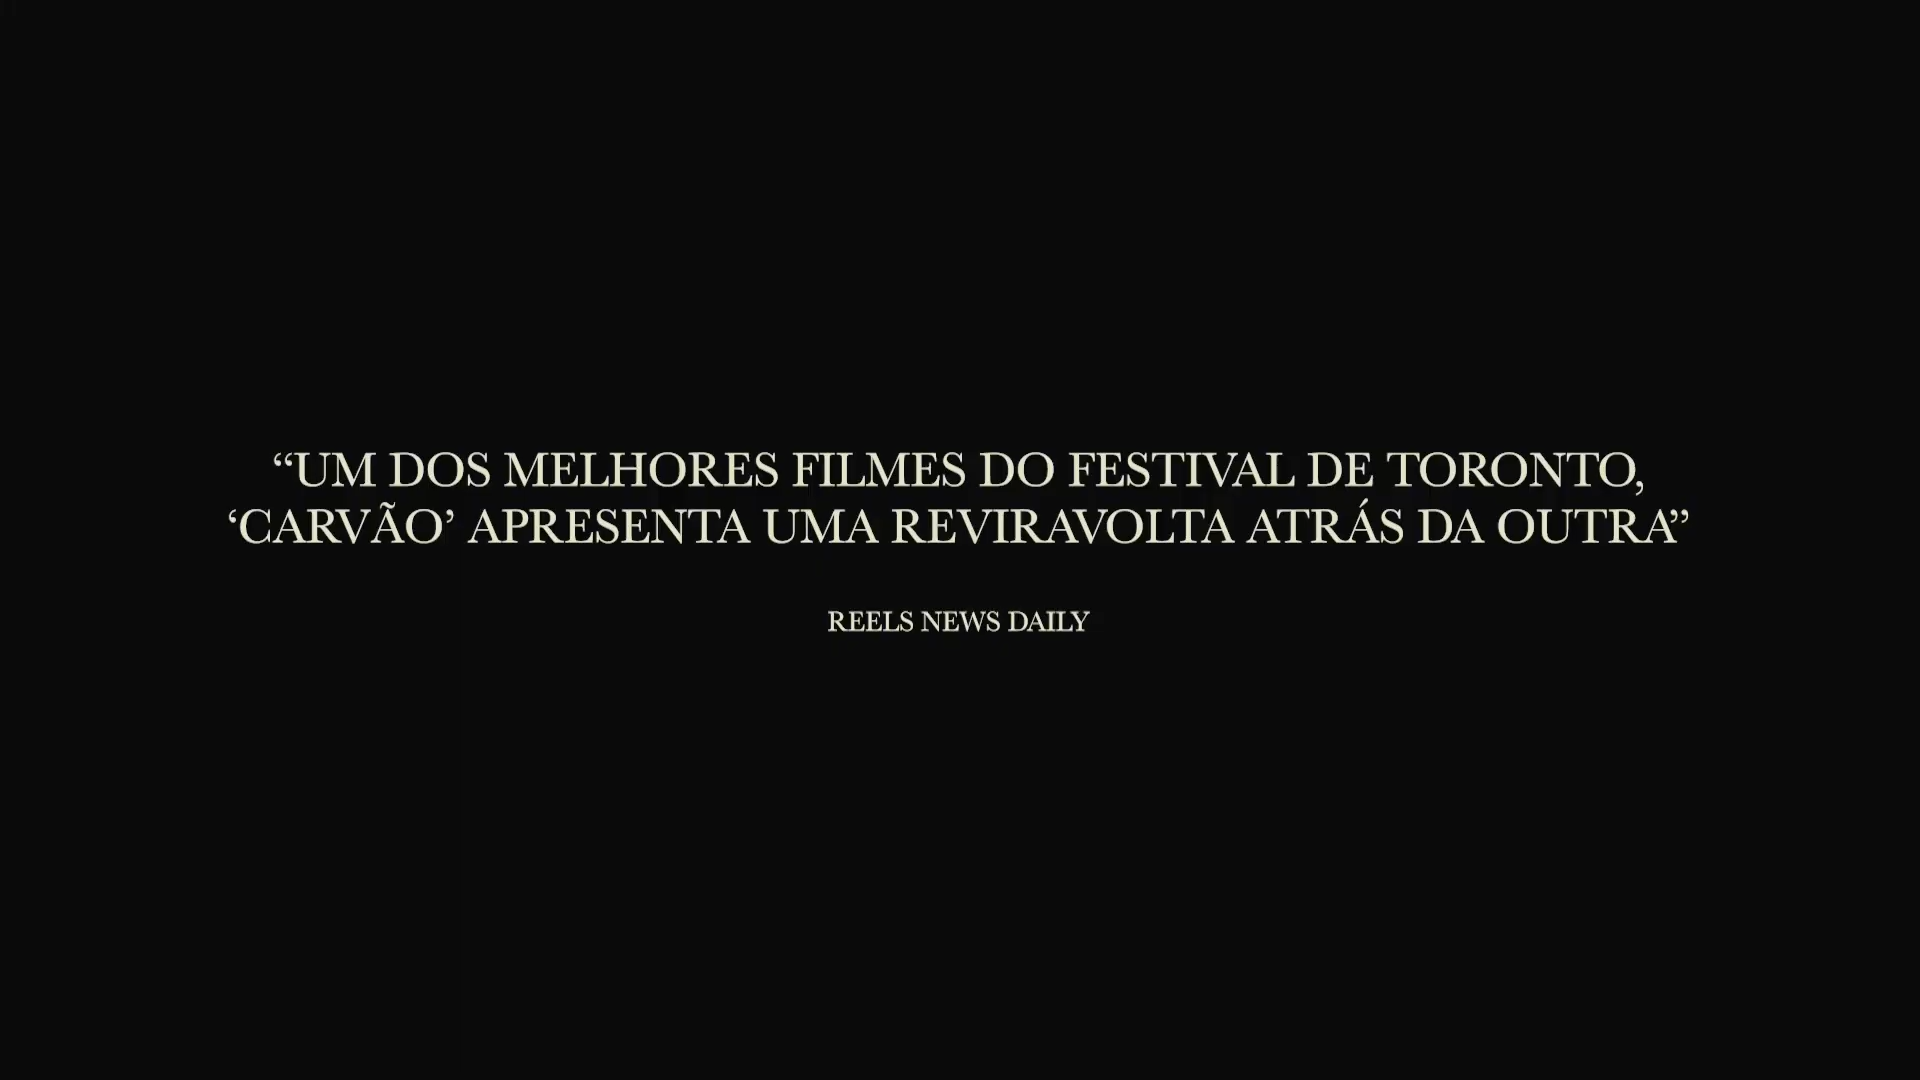 “UM DOS MELHORES FILMES DO FESTIVAL DE TORONTO,
‘CARVÃO’ APRESENTA UMA REVIRAVOLTA ATRÁS DA OUTRA”
REELS NEWS DAILY